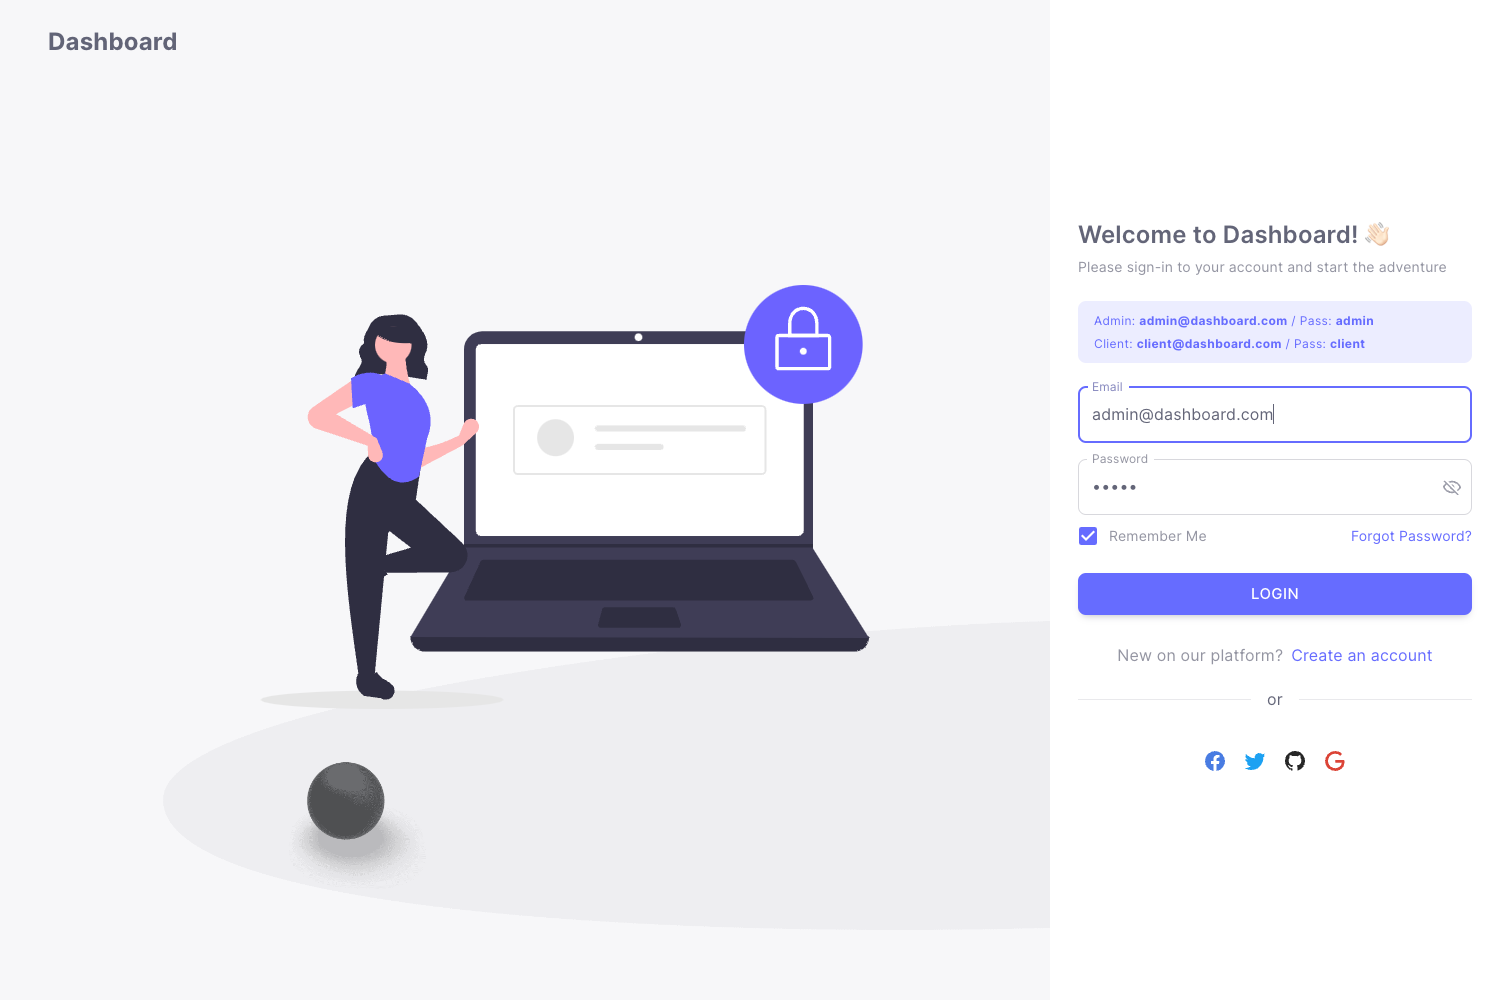 Dashboard
Welcome to Dashboard! 👋🏻
Please sign-in to your account and start the adventure
Admin: admin@dashboard.com / Pass: admin
Client: client@dashboard.com / Pass: client
Email
admin@dashboard.com
Password
•••••
Remember Me
Forgot Password?
LOGIN
New on our platform? Create an account
or